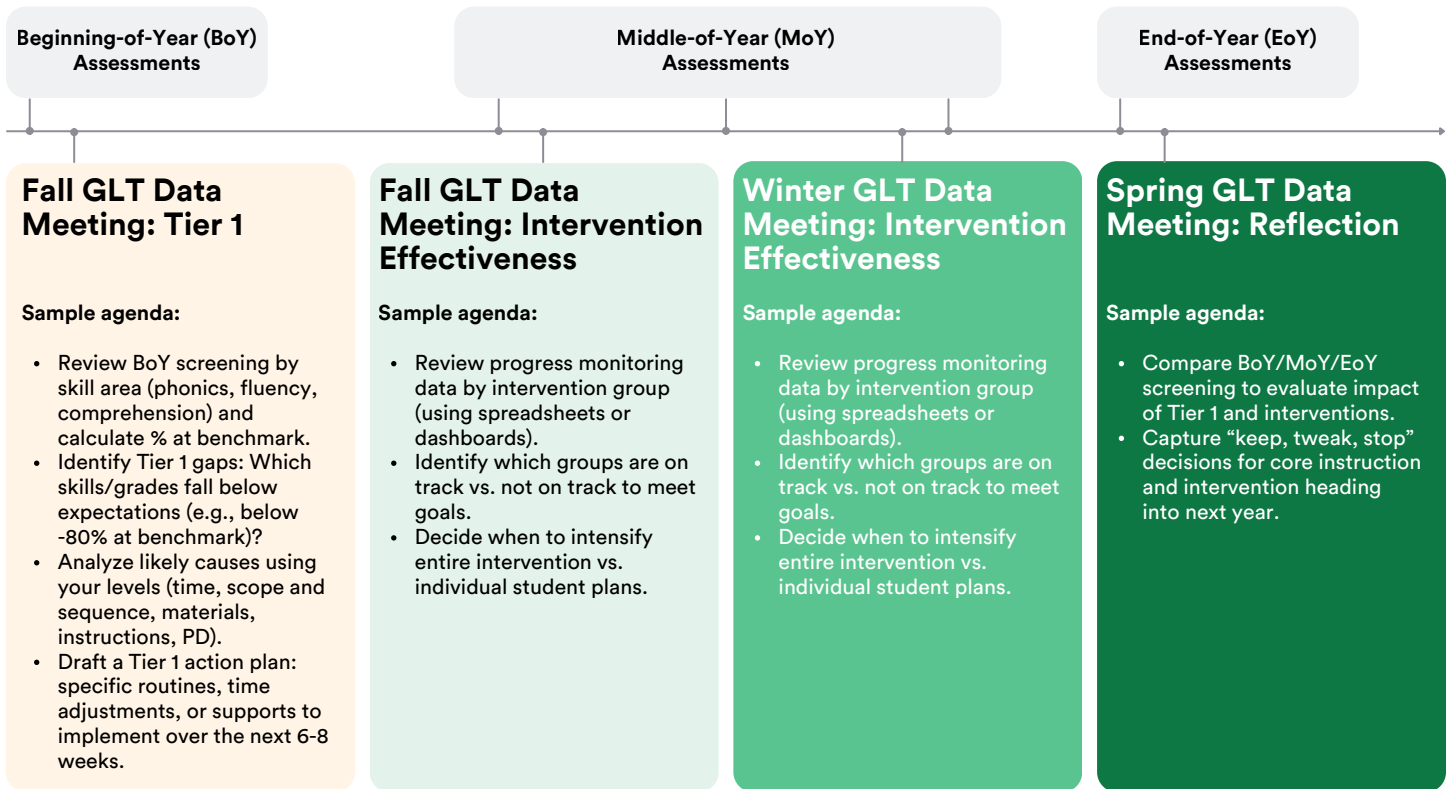 Beginning-of-Year (BoY)
Assessments
Middle-of-Year (MoY)
Assessments
End-of-Year (EoY)
Assessments
Fall GLT Data
Meeting: Tier 1
Sample agenda:
• Review BoY screening by
skill area (phonics, fluency,
comprehension) and
calculate % at benchmark.
• Identify Tier 1 gaps: Which
skills/grades fall below
expectations (e.g., below
-80% at benchmark)?
• Analyze likely causes using
your levels (time, scope and
sequence, materials,
instructions, PD).
• Draft a Tier 1 action plan:
specific routines, time
adjustments, or supports to
implement over the next 6-8
weeks.
Fall GLT Data
Meeting: Intervention
Effectiveness
Sample agenda:
• Review progress monitoring
data by intervention group
(using spreadsheets or
dashboards).
• Identify which groups are on
track vs. not on track to meet
goals.
• Decide when to intensify
entire intervention vs.
individual student plans.
Winter GLT Data
Meeting: Intervention
Effectiveness
Sample agenda:
• Review progress monitoring
data by intervention group
(using spreadsheets or
dashboards).
• Identify which groups are on
track vs. not on track to meet
goals.
• Decide when to intensify
entire intervention vs.
individual student plans.
Spring GLT Data
Meeting: Reflection
Sample agenda:
• Compare BoY/MoY/EoY
screening to evaluate impact
of Tier 1 and interventions.
• Capture “keep, tweak, stop”
decisions for core instruction
and intervention heading
into next year.